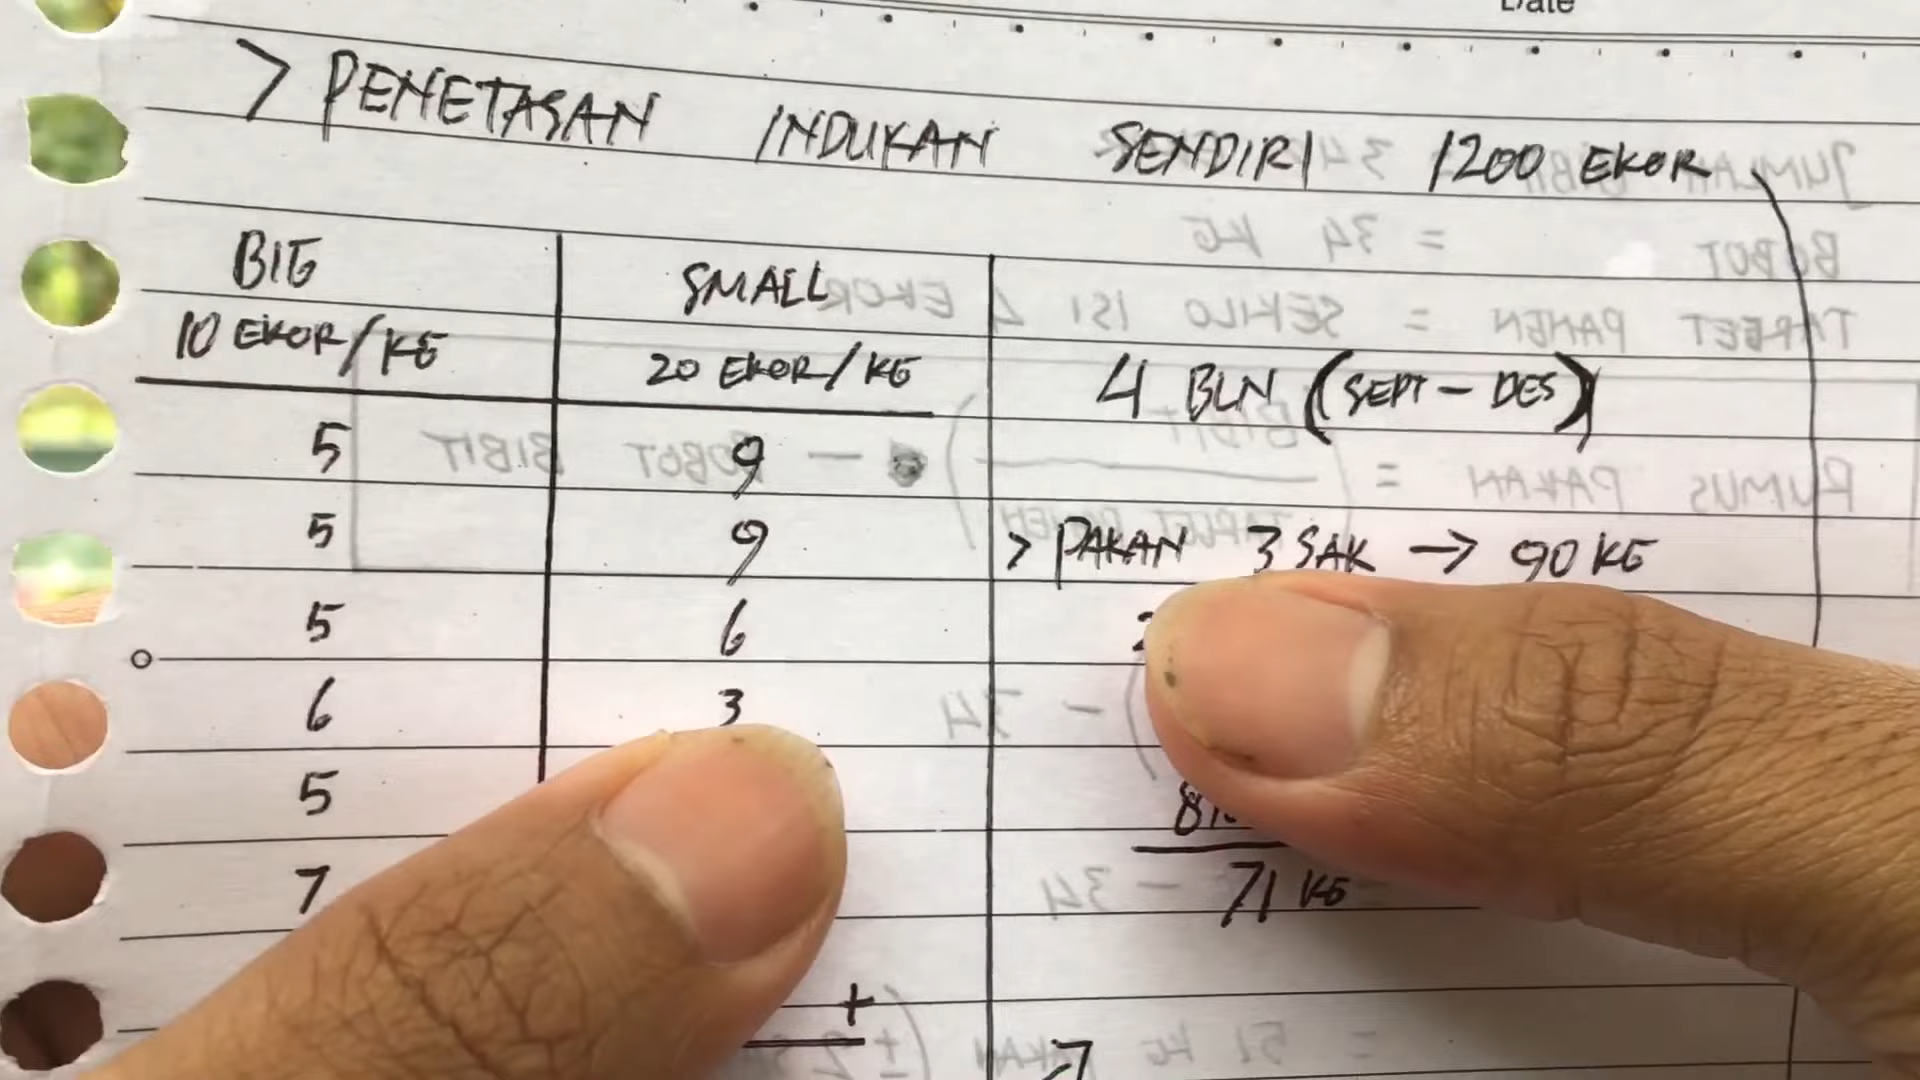 Date
> PENETASAN INDUKAN SENDIRI 1200 EKOR
BIG SMALL
10 EKOR/KG 20 EKOR/KG 4 BLN (SEPT - DES)
5 9
5 9 > PAKAN 3 SAK → 90 KG
5 6
6 3
5
7 71 KG
+